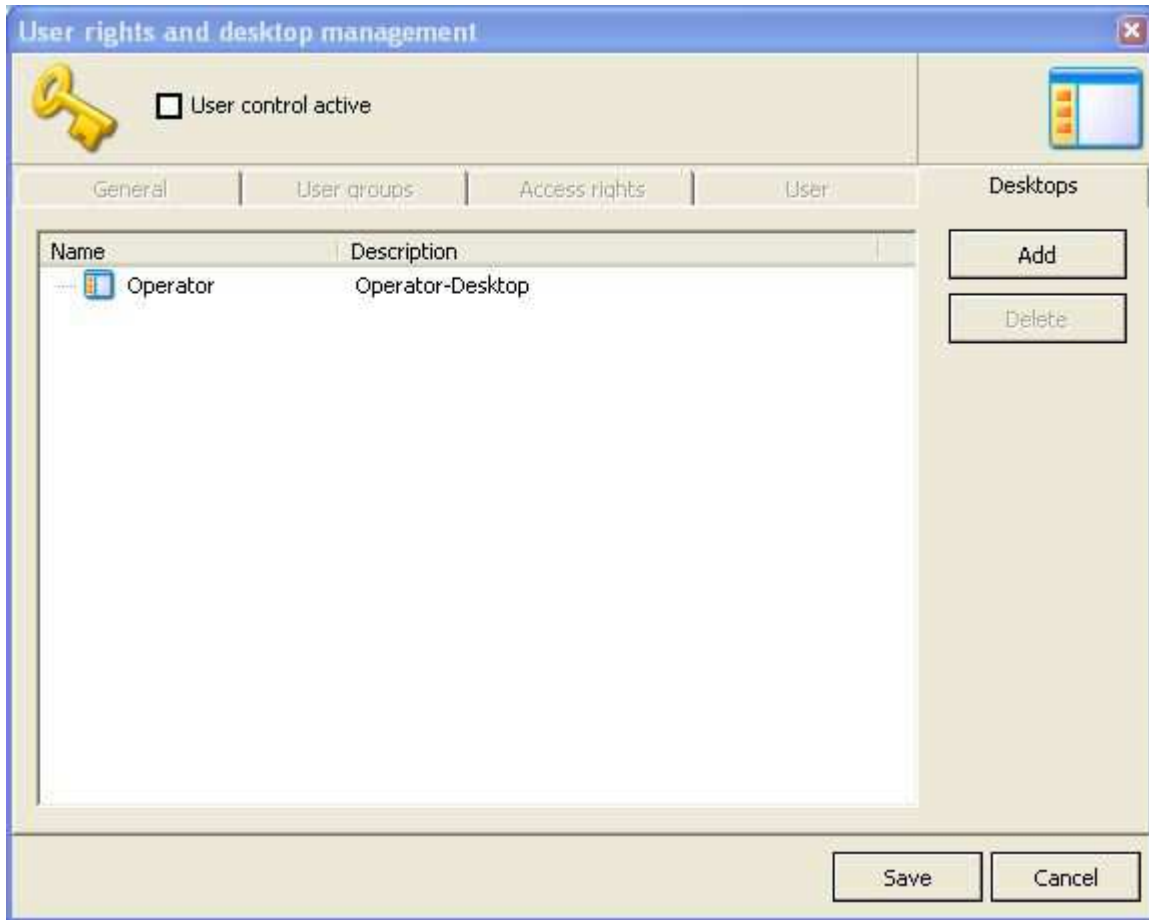 User rights and desktop management
User control active
General User groups Access rights User Desktops
Name Description
Operator Operator-Desktop
Add
Delete
Save Cancel